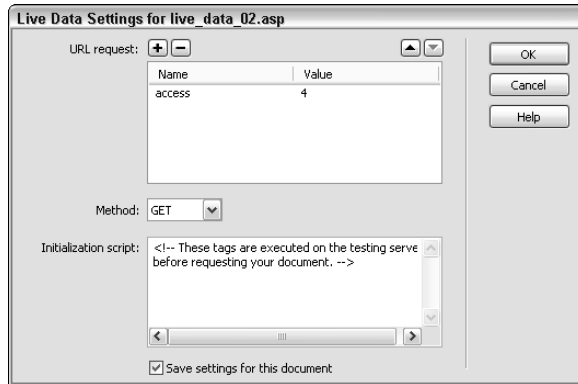 Live Data Settings for live_data_02.asp
URL request:
Name Value
access 4
OK
Cancel
Help
Method: GET
Initialization script: <!-- These tags are executed on the testing serve
before requesting your document. -->
Save settings for this document